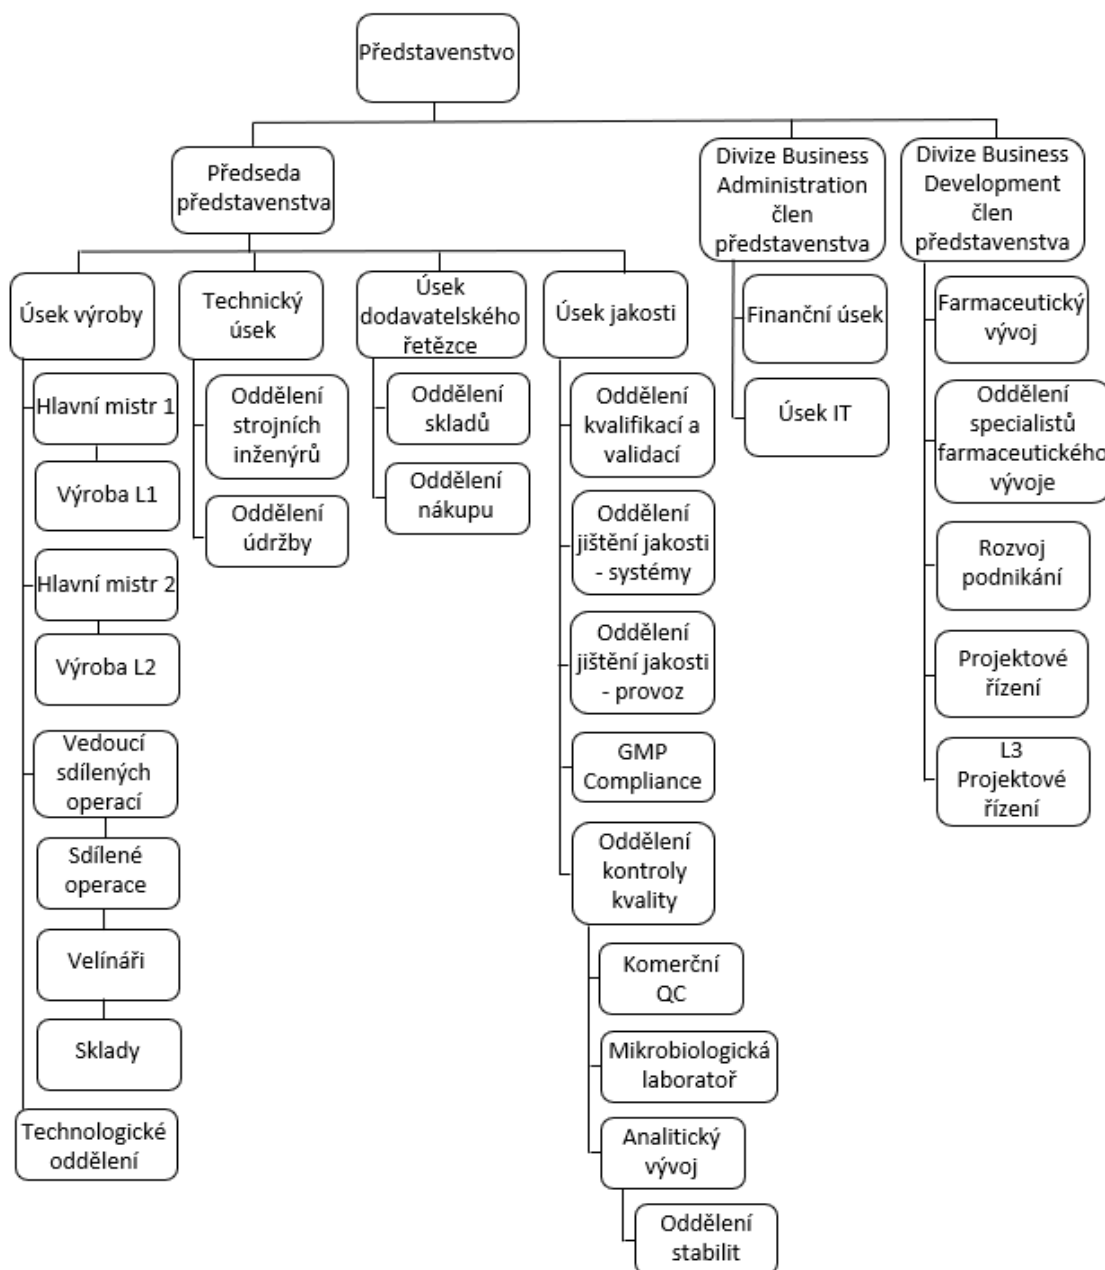 Představenstvo
Předseda
představenstva
Divize Business
Administration
člen
představenstva
Divize Business
Development
člen
představenstva
Úsek výroby
Technický
úsek
Úsek
dodavatelského
řetězce
Úsek jakosti
Finanční úsek
Úsek IT
Farmaceutický
vývoj
Oddělení
specialistů
farmaceutického
vývoje
Rozvoj
podnikání
Projektové
řízení
L3
Projektové
řízení
Hlavní mistr 1
Výroba L1
Hlavní mistr 2
Výroba L2
Vedoucí
sdílených
operací
Sdílené
operace
Velínáři
Sklady
Technologické
oddělení
Oddělení
strojních
inženýrů
Oddělení
údržby
Oddělení
skladů
Oddělení
nákupu
Oddělení
kvalifikací a
validací
Oddělení
jištění jakosti
- systémy
Oddělení
jištění jakosti
- provoz
GMP
Compliance
Oddělení
kontroly
kvality
Komerční
QC
Mikrobiologická
laboratoř
Analitický
vývoj
Oddělení
stabilit